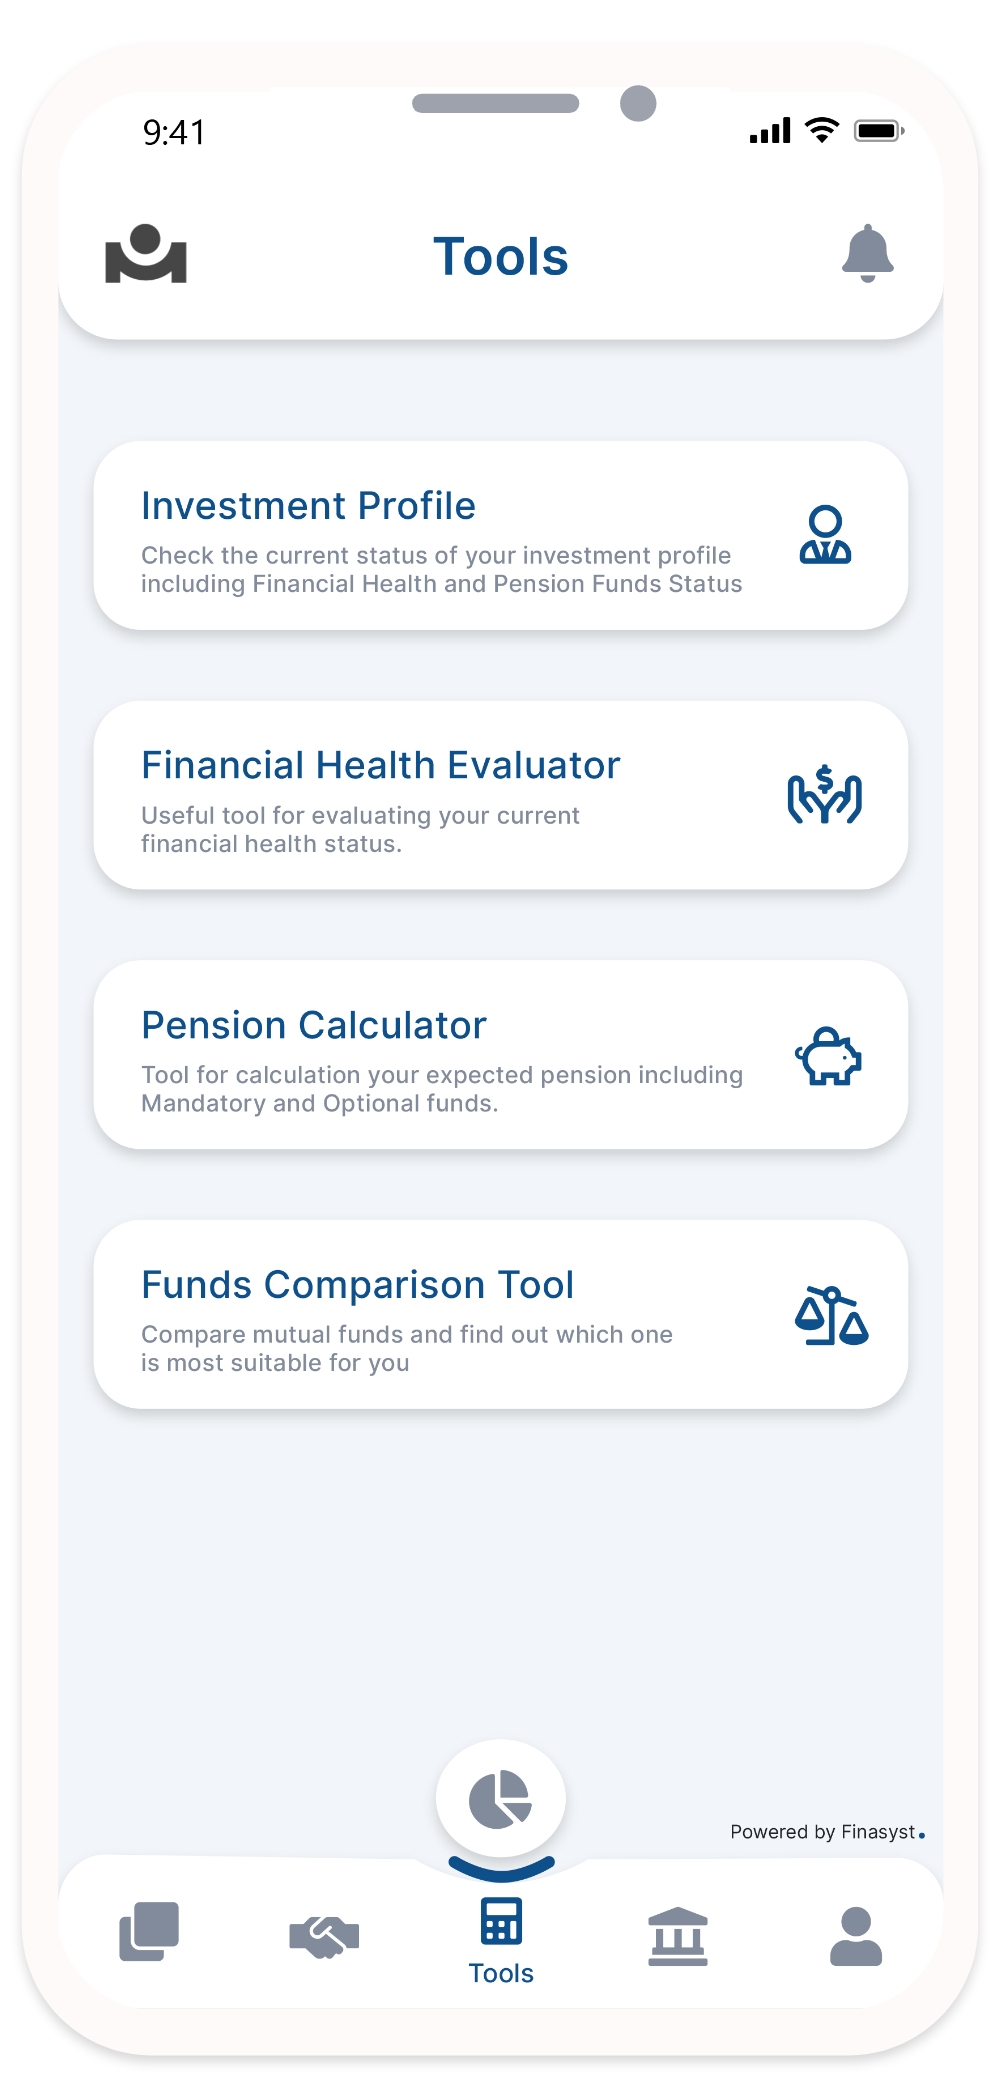 9:41
Tools
Investment Profile
Check the current status of your investment profile
including Financial Health and Pension Funds Status
Financial Health Evaluator
Useful tool for evaluating your current
financial health status.
Pension Calculator
Tool for calculation your expected pension including
Mandatory and Optional funds.
Funds Comparison Tool
Compare mutual funds and find out which one
is most suitable for you
Powered by Finasyst.
Tools